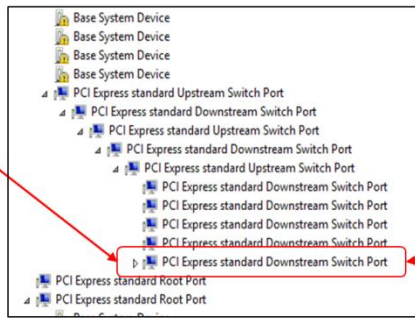 Base System Device
Base System Device
Base System Device
Base System Device
PCI Express standard Upstream Switch Port
PCI Express standard Downstream Switch Port
PCI Express standard Upstream Switch Port
PCI Express standard Downstream Switch Port
PCI Express standard Upstream Switch Port
PCI Express standard Downstream Switch Port
PCI Express standard Downstream Switch Port
PCI Express standard Downstream Switch Port
PCI Express standard Downstream Switch Port
PCI Express standard Downstream Switch Port
PCI Express standard Root Port
PCI Express standard Root Port